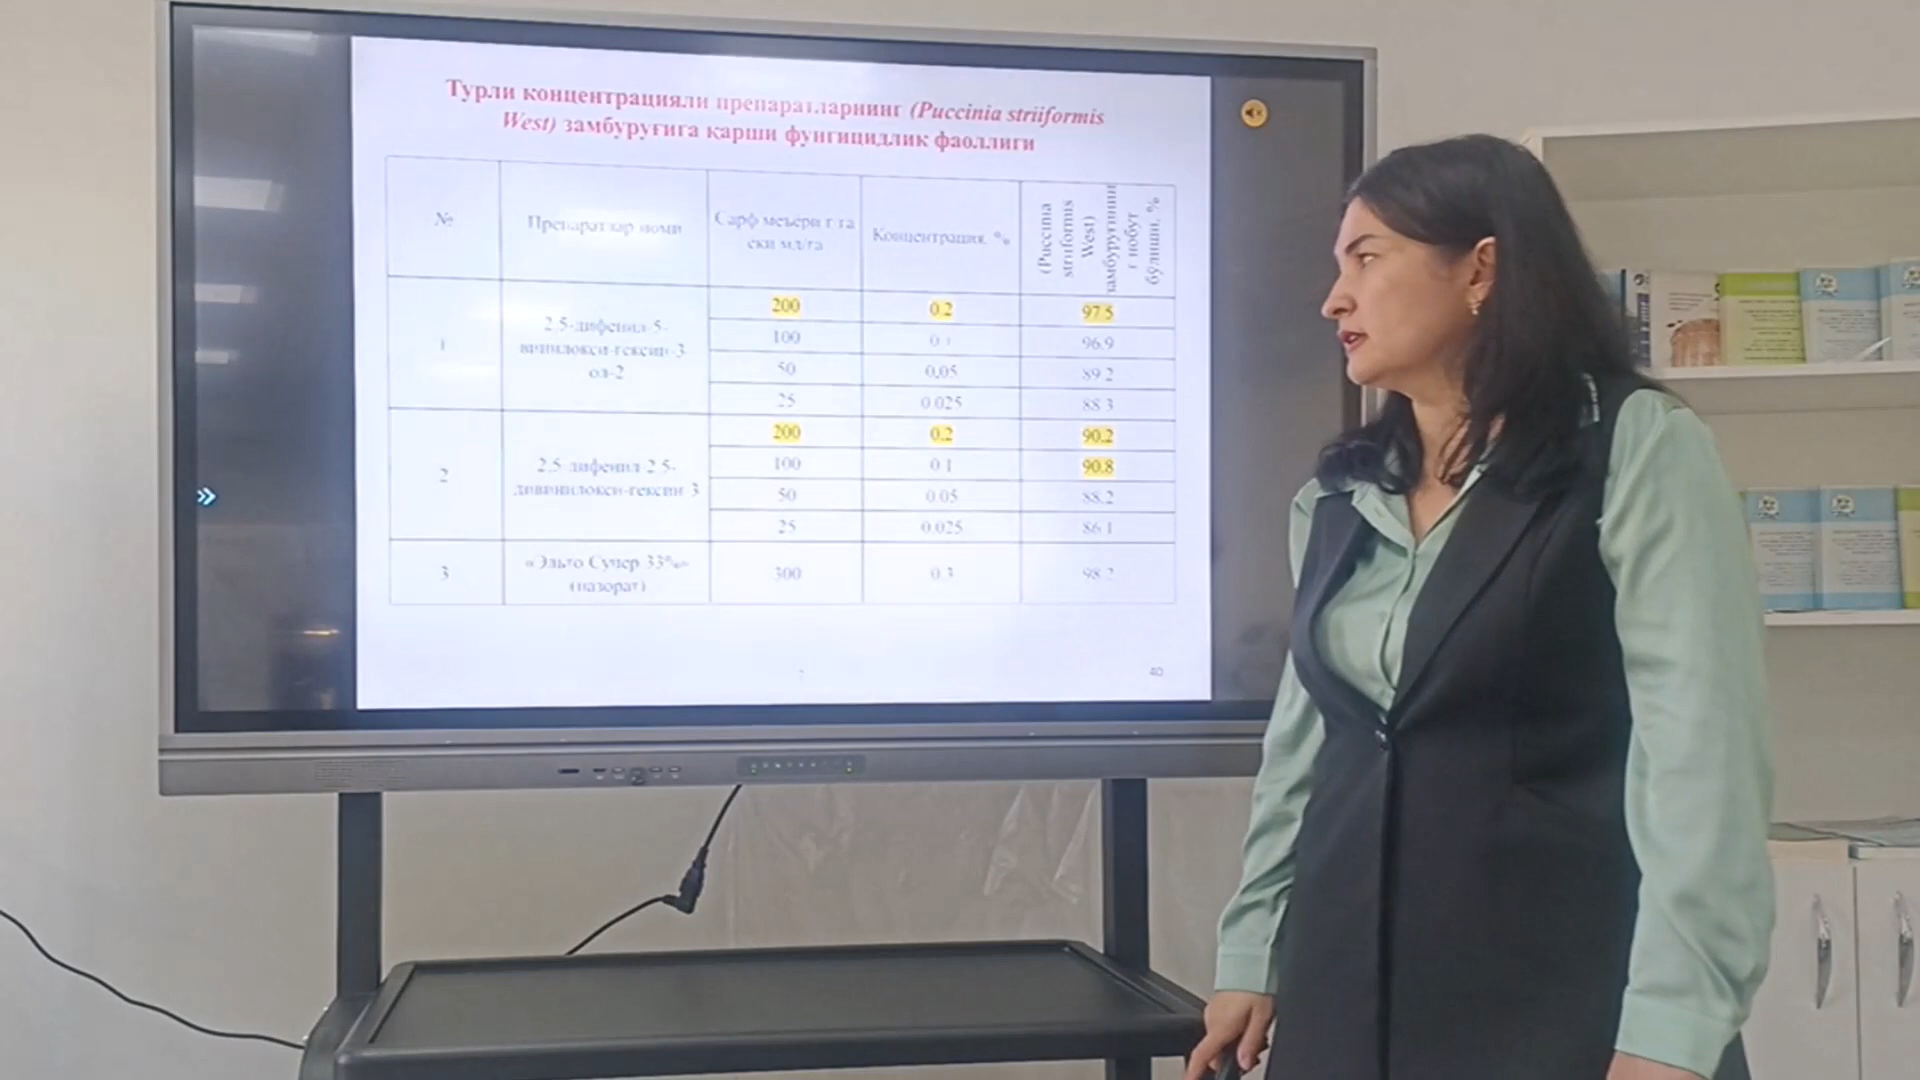 Турли концентрацияли препаратларнинг (Puccinia striiformis
West) замбуруғига қарши фунгицидлик фаоллиги
№
Препаратлар номи
Сарф меъёри г/га
ёки мл/га
Концентрация, %
(Puccinia
striiformis
West)
замбуруғининг
нобут
бўлиши, %
1
2.5-дифенил-5-
винилокси-гексин-3
ол-2
200
0.2
97.5
100
0.1
96.9
50
0.05
89.2
25
0.025
88.3
2
2.5-дифенил-2.5-
дивинилокси-гексин 3
200
0.2
90.2
100
0.1
90.8
50
0.05
88.2
25
0.025
86.1
3
«Эльто Супер 33%»
(назорат)
300
0.3
98.2
40